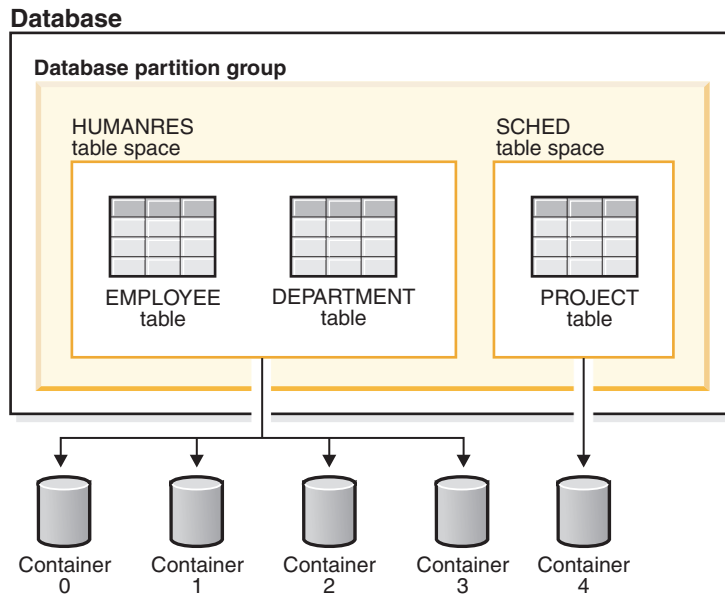 Database
Database partition group
HUMANRES
table space
SCHED
table space
EMPLOYEE
table
DEPARTMENT
table
PROJECT
table
Container
0
Container
1
Container
2
Container
3
Container
4